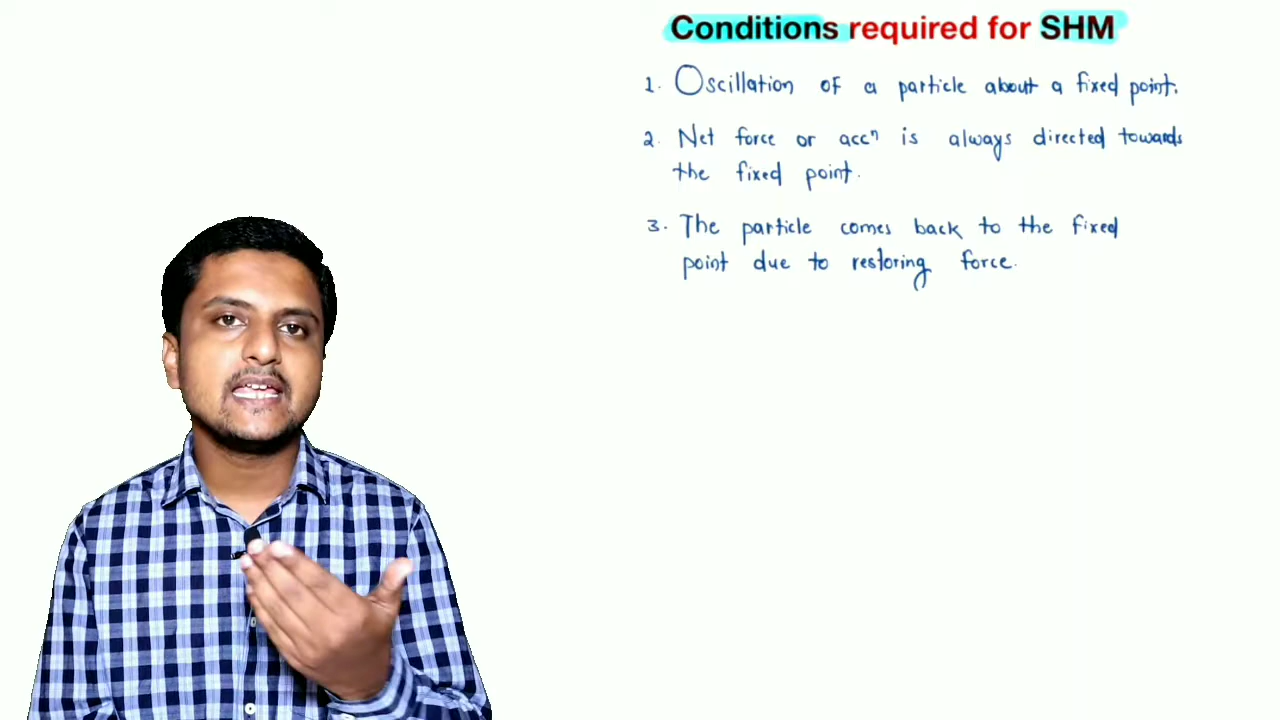 Conditions required for SHM
1. Oscillation of a particle about a fixed point.
2. Net force or accⁿ is always directed towards
the fixed point.
3. The particle comes back to the fixed
point due to restoring force.